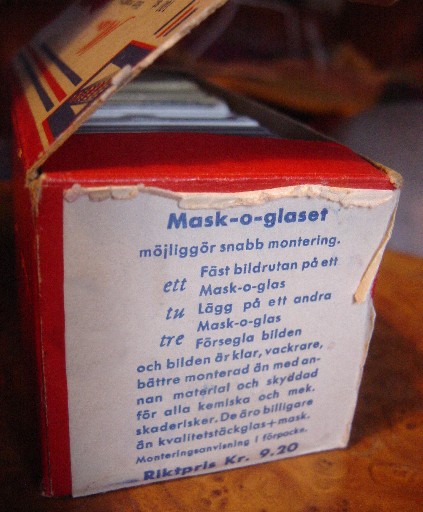 Mask-o-glaset
möjliggör snabb montering.
ett Fäst bildrutan på ett
Mask-o-glas
tu Lägg på ett andra
Mask-o-glas
tre Försegla bilden
och bilden är klar, vackrare,
bättre monterad än med an-
nan material och skyddad
för alla kemiska och mek.
skaderisker. De äro billigare
än kvalitetstäckglas+mask.
Monteringsanvisning i förpackn.
Riktpris Kr. 9.20